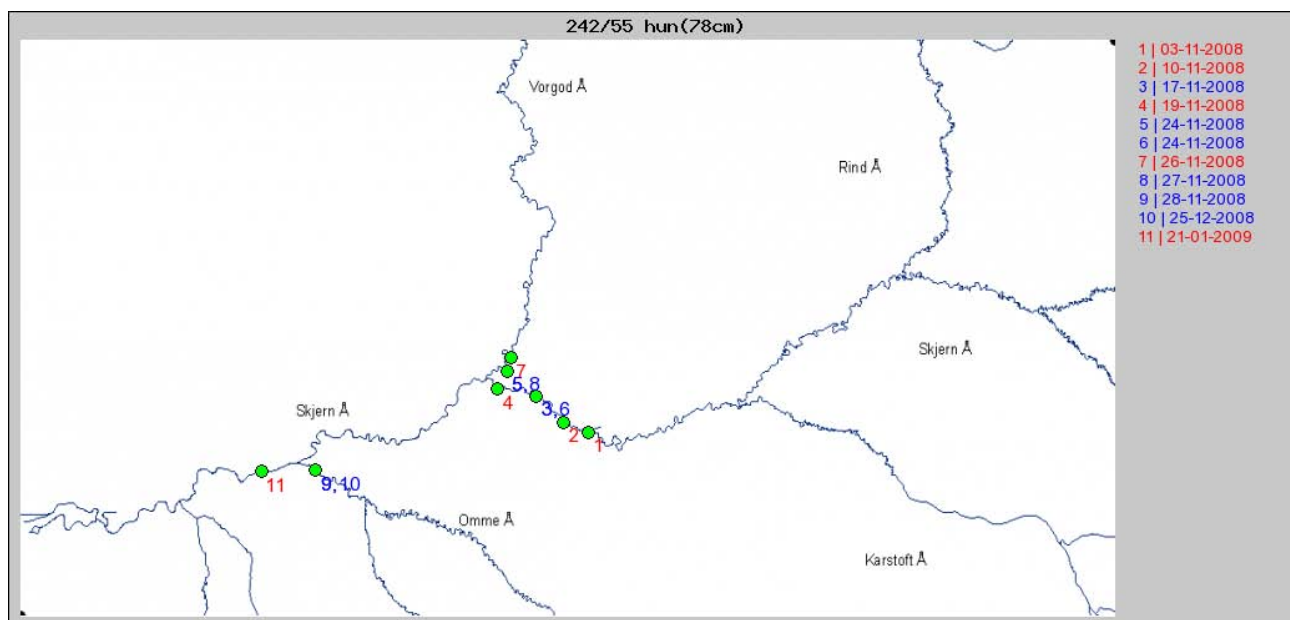 242/55 hun(78cm)
1 | 03-11-2008
2 | 10-11-2008
3 | 17-11-2008
4 | 19-11-2008
5 | 24-11-2008
6 | 24-11-2008
7 | 26-11-2008
8 | 27-11-2008
9 | 28-11-2008
10 | 25-12-2008
11 | 21-01-2009
Vorgod Å
Rind Å
Skjern Å
7
5,8
4
3,6
Skjern Å
2
1
11
9,10
Omme Å
Karstoft Å